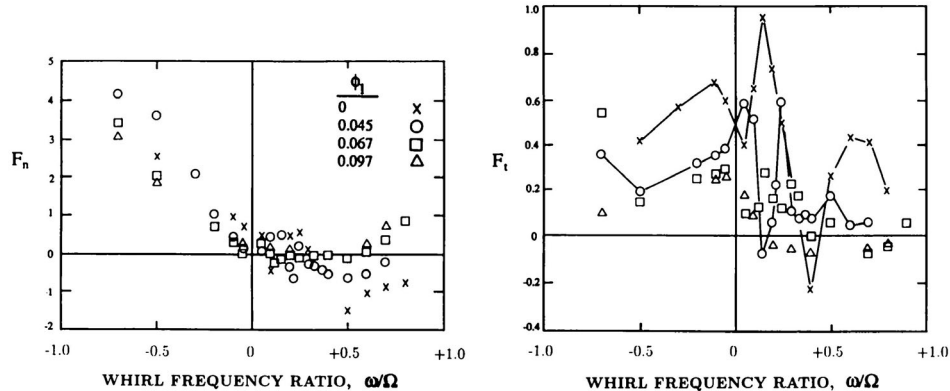 5
4
3
2
1
0
-1
-2
F_n
ϕ_1
0 x
0.045 ○
0.067 □
0.097 △
-1.0 -0.5 0 +0.5 +1.0
WHIRL FREQUENCY RATIO, ω/Ω
1.0
0.8
0.6
0.4
0.2
0
-0.2
-0.4
F_t
-1.0 -0.5 0 +0.5 +1.0
WHIRL FREQUENCY RATIO, ω/Ω